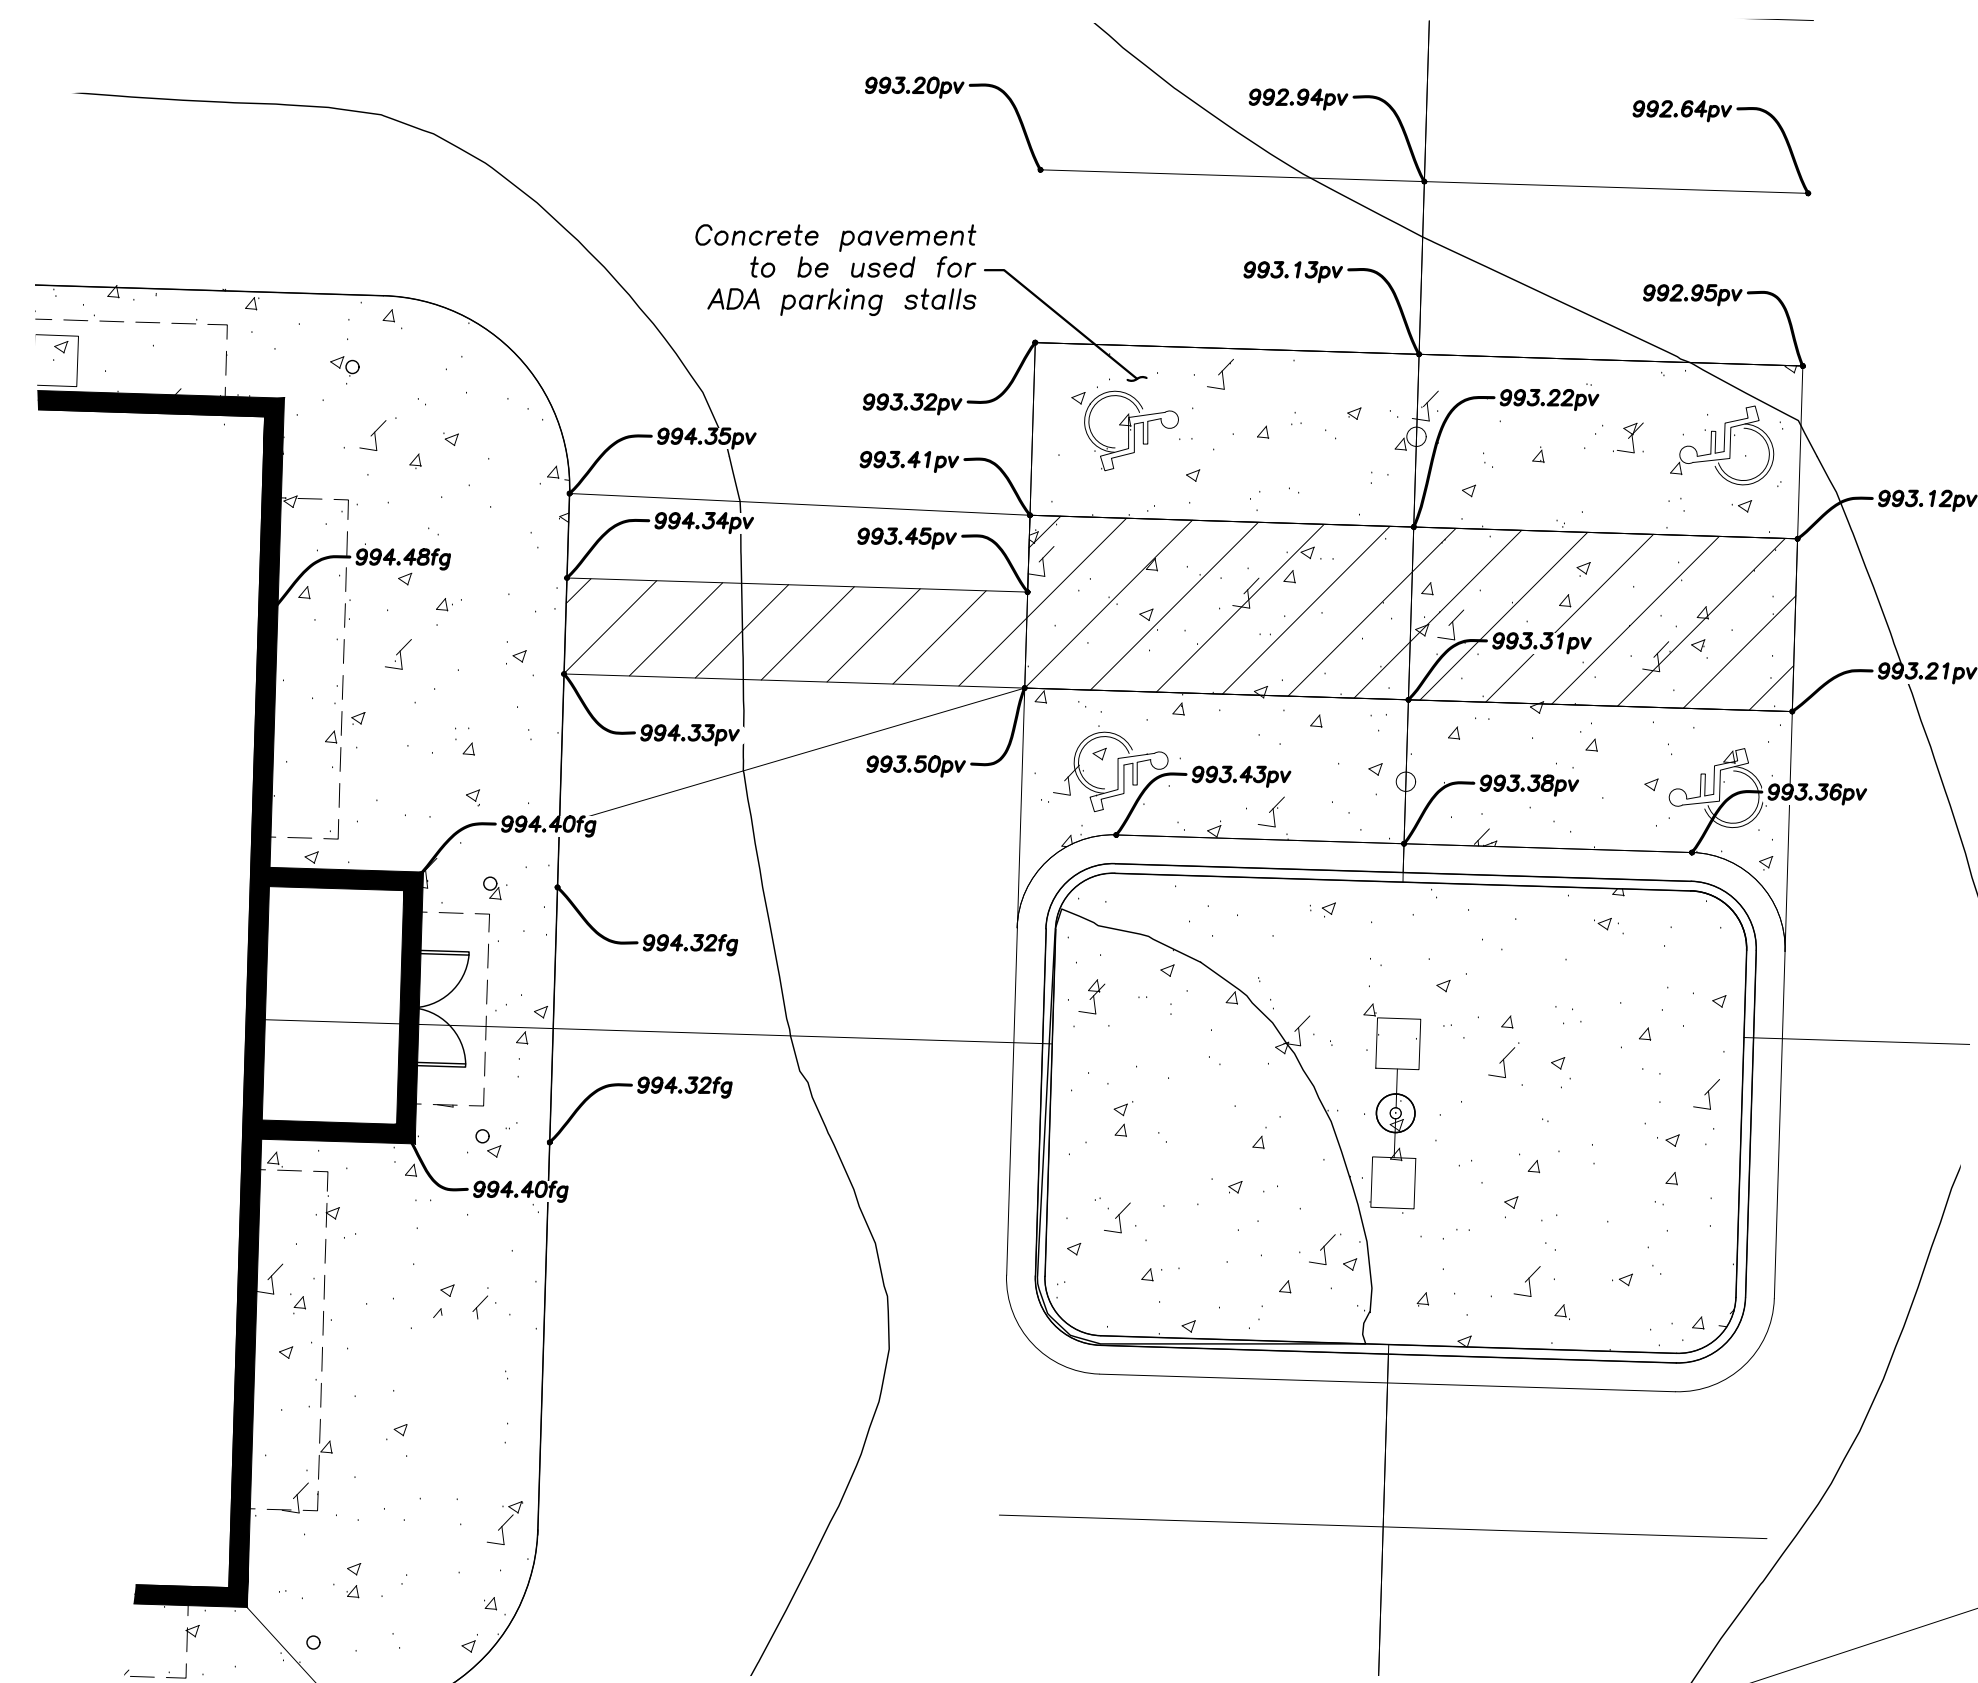 993.20pv
992.94pv
992.64pv
Concrete pavement
to be used for
ADA parking stalls
993.13pv
992.95pv
993.32pv
993.22pv
994.35pv
993.41pv
993.12pv
994.34pv
993.45pv
994.48fg
993.31pv
993.21pv
994.33pv
993.50pv
993.43pv
993.38pv
993.36pv
994.40fg
994.32fg
994.32fg
994.40fg